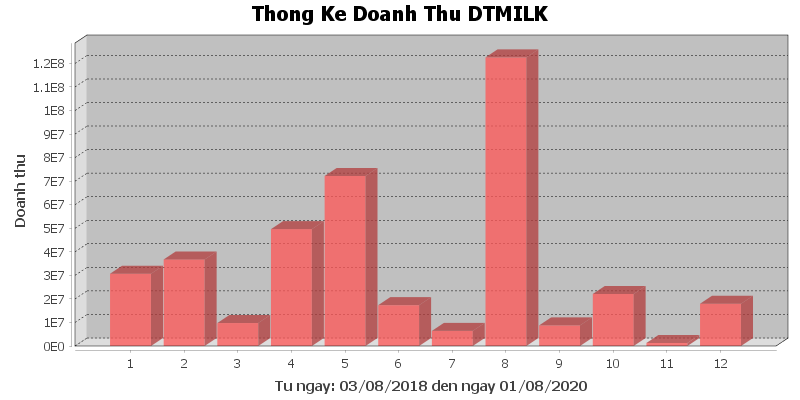 Thong Ke Doanh Thu DTMILK
Doanh thu
1.2E8
1.1E8
1E8
9E7
8E7
7E7
6E7
5E7
4E7
3E7
2E7
1E7
0E0
1 2 3 4 5 6 7 8 9 10 11 12
Tu ngay: 03/08/2018 den ngay 01/08/2020